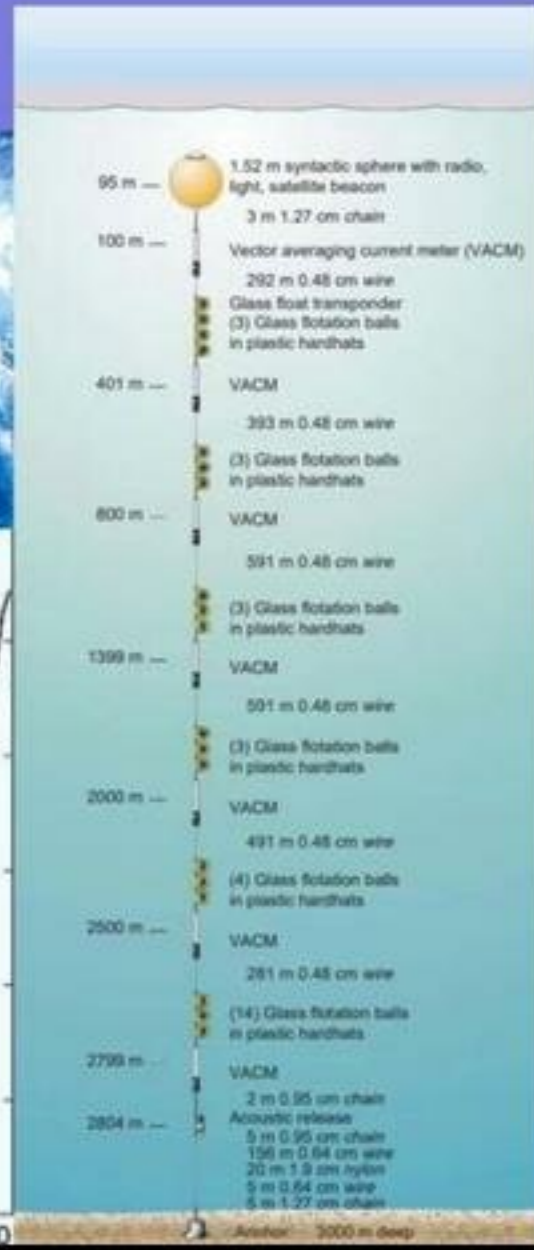 95 m
1.52 m syntactic sphere with radio,
light, satellite beacon
3 m 1.27 cm chain
100 m
Vector averaging current meter (VACM)
292 m 0.48 cm wire
Glass float transponder
(3) Glass flotation balls
in plastic hardhats
401 m
VACM
393 m 0.48 cm wire
(3) Glass flotation balls
in plastic hardhats
800 m
VACM
591 m 0.48 cm wire
(3) Glass flotation balls
in plastic hardhats
1399 m
VACM
591 m 0.48 cm wire
(3) Glass flotation balls
in plastic hardhats
2000 m
VACM
491 m 0.48 cm wire
(4) Glass flotation balls
in plastic hardhats
2500 m
VACM
281 m 0.48 cm wire
(14) Glass flotation balls
in plastic hardhats
2799 m
VACM
2 m 0.95 cm chain
2804 m
Acoustic release
5 m 0.95 cm chain
156 m 0.64 cm wire
20 m 1.9 cm nylon
5 m 0.64 cm wire
5 m 1.27 cm chain
Anchor 3000 m deep